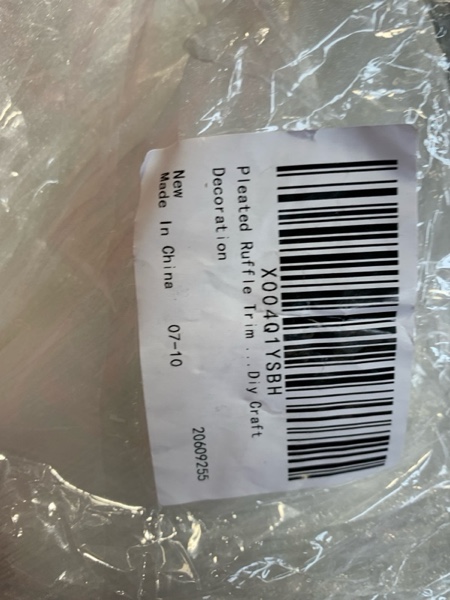 X004Q1YSBH
Pleated Ruffle Trim ...Diy Craft
Decoration
New
Made In China 07-10
20609255